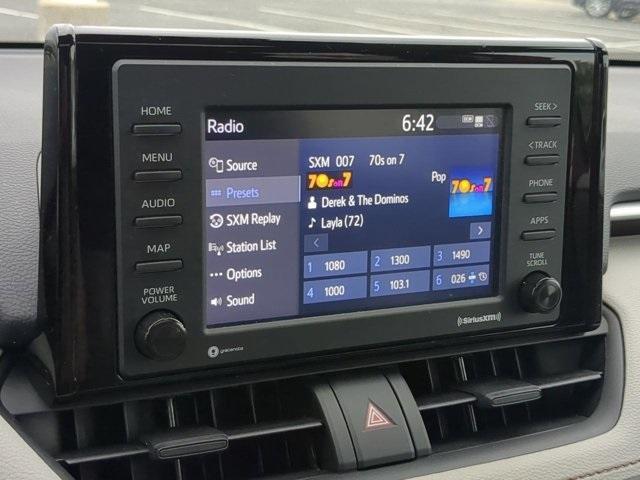 HOME
MENU
AUDIO
MAP
POWER
VOLUME
gracenote
Radio
6:42
Source
Presets
SXM Replay
Station List
Options
Sound
SXM 007 70s on 7
70s on 7
Pop
70s on 7
Derek & The Dominos
Layla (72)
1 1080
2 1300
3 1490
4 1000
5 103.1
6 026
SEEK >
< TRACK
PHONE
APPS
TUNE
SCROLL
((SiriusXM))